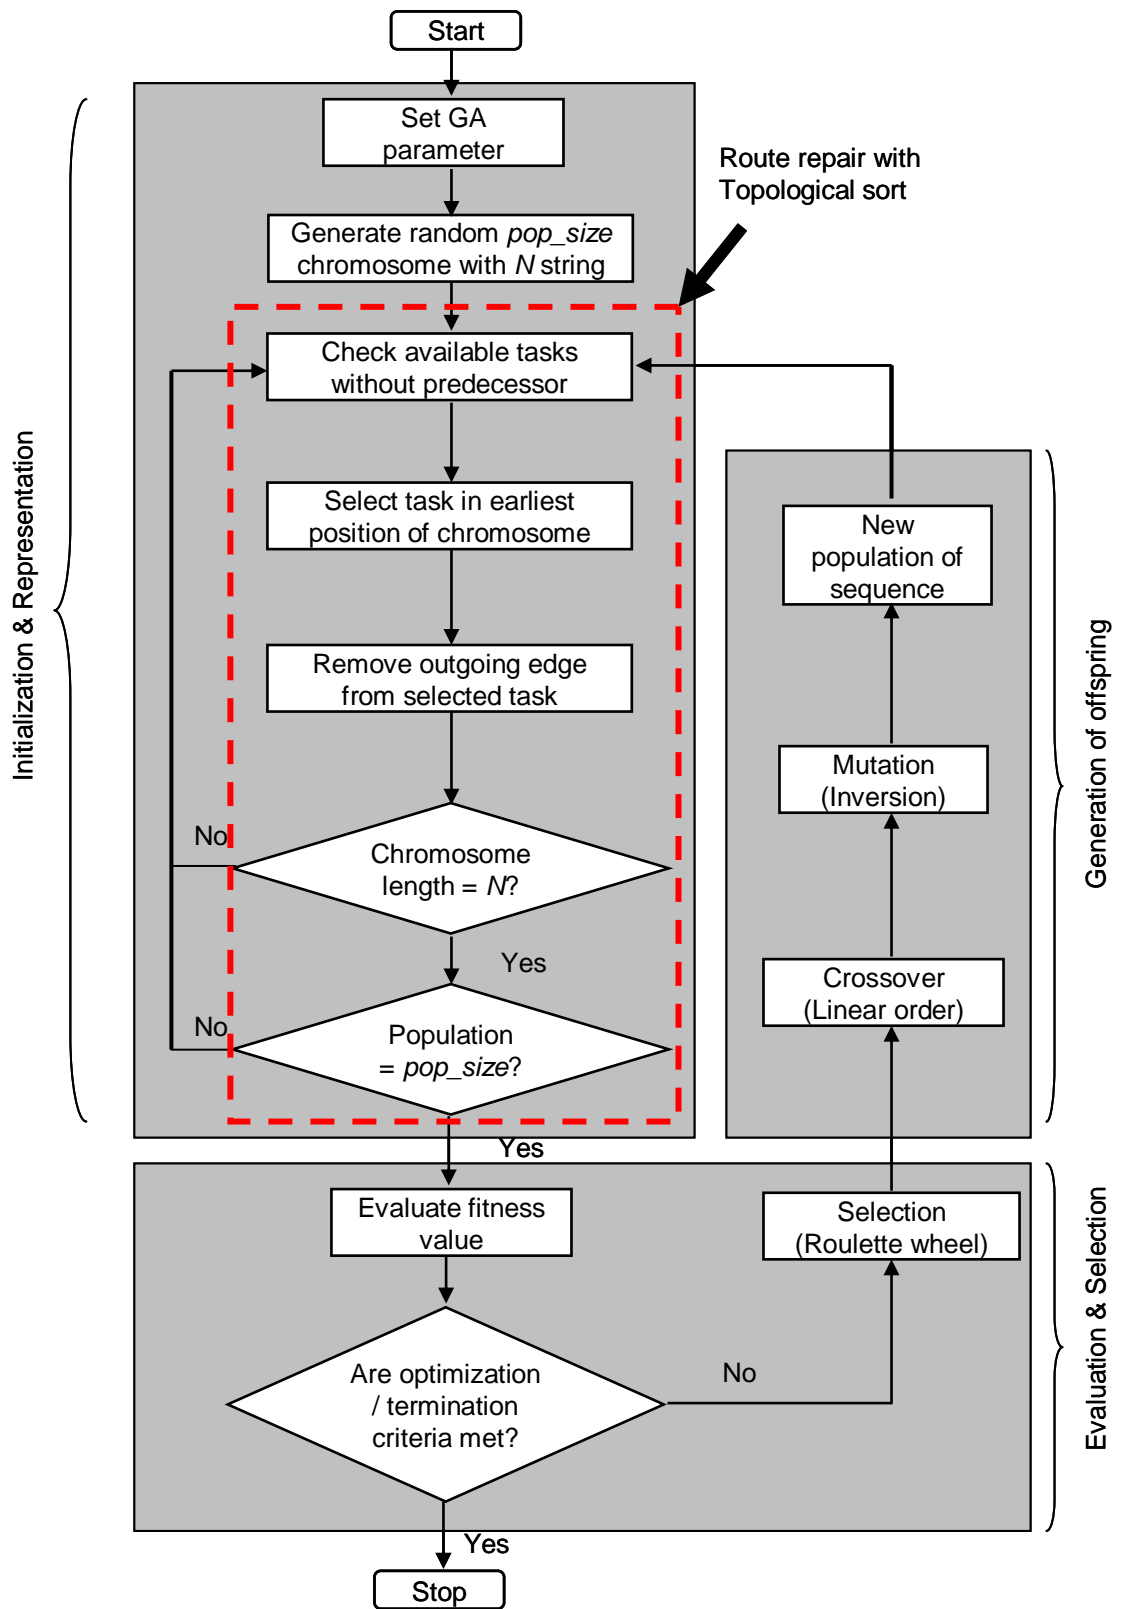 Start
Set GA
parameter
Route repair with
Topological sort
Generate random pop_size
chromosome with N string
Check available tasks
without predecessor
Select task in earliest
position of chromosome
Remove outgoing edge
from selected task
No
Chromosome
length = N?
Yes
No
Population
= pop_size?
Yes
Initialization & Representation
New
population of
sequence
Mutation
(Inversion)
Crossover
(Linear order)
Generation of offspring
Evaluate fitness
value
Selection
(Roulette wheel)
Are optimization
/ termination
criteria met?
No
Evaluation & Selection
Yes
Stop